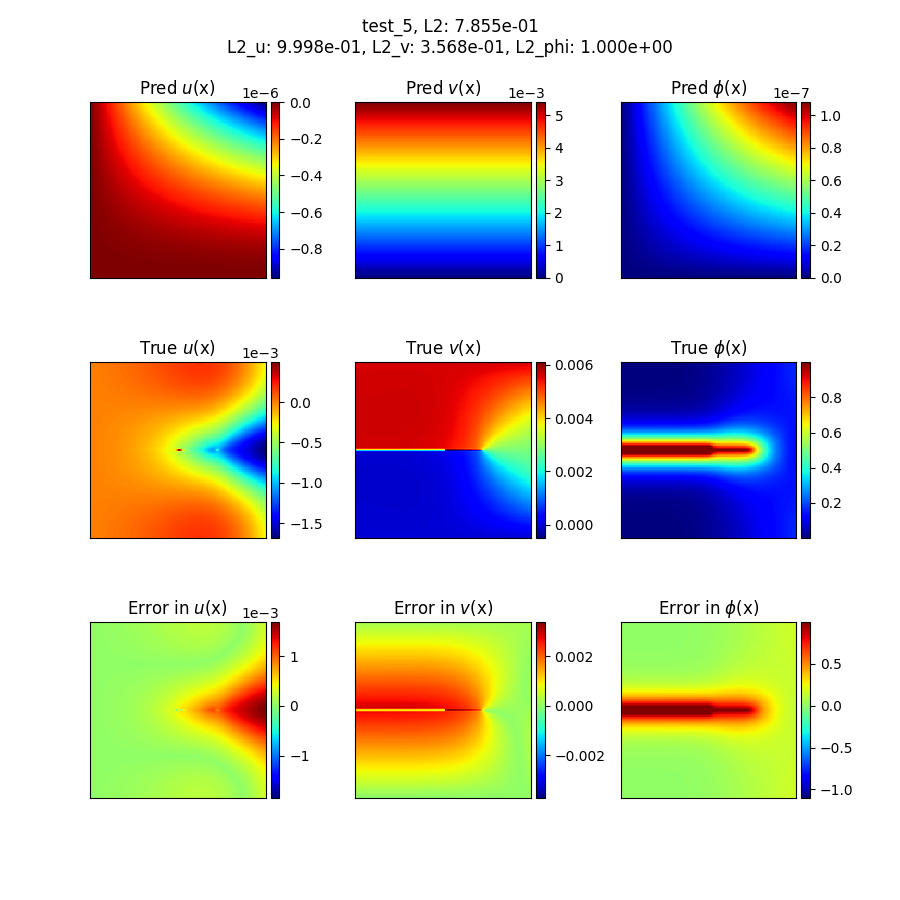 test_5, L2: 7.855e-01
L2_u: 9.998e-01, L2_v: 3.568e-01, L2_phi: 1.000e+00
Pred u(x)
1e−6
0.0
−0.2
−0.4
−0.6
−0.8
Pred v(x)
1e−3
5
4
3
2
1
0
Pred ϕ(x)
1e−7
1.0
0.8
0.6
0.4
0.2
0.0
True u(x)
1e−3
0.0
−0.5
−1.0
−1.5
True v(x)
0.006
0.004
0.002
0.000
True ϕ(x)
0.8
0.6
0.4
0.2
Error in u(x)
1e−3
1
0
−1
Error in v(x)
0.002
0.000
−0.002
Error in ϕ(x)
0.5
0.0
−0.5
−1.0